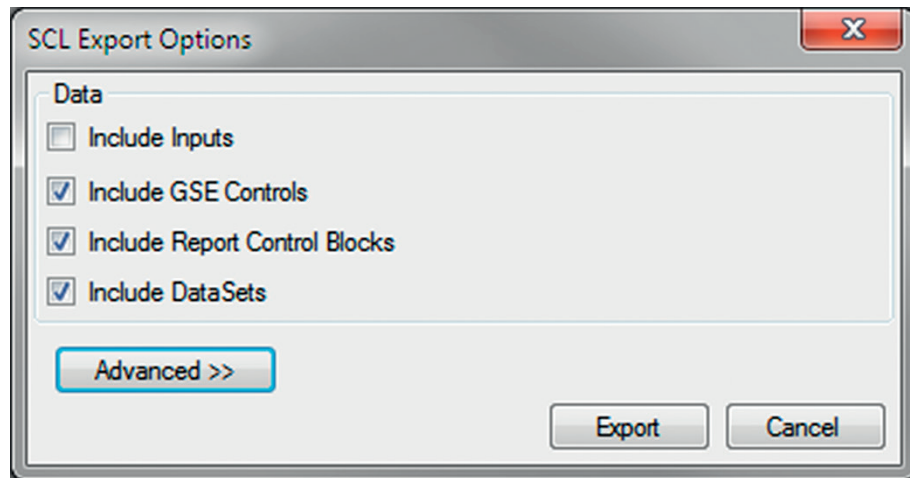 SCL Export Options
Data
Include Inputs
Include GSE Controls
Include Report Control Blocks
Include DataSets
Advanced >>
Export Cancel